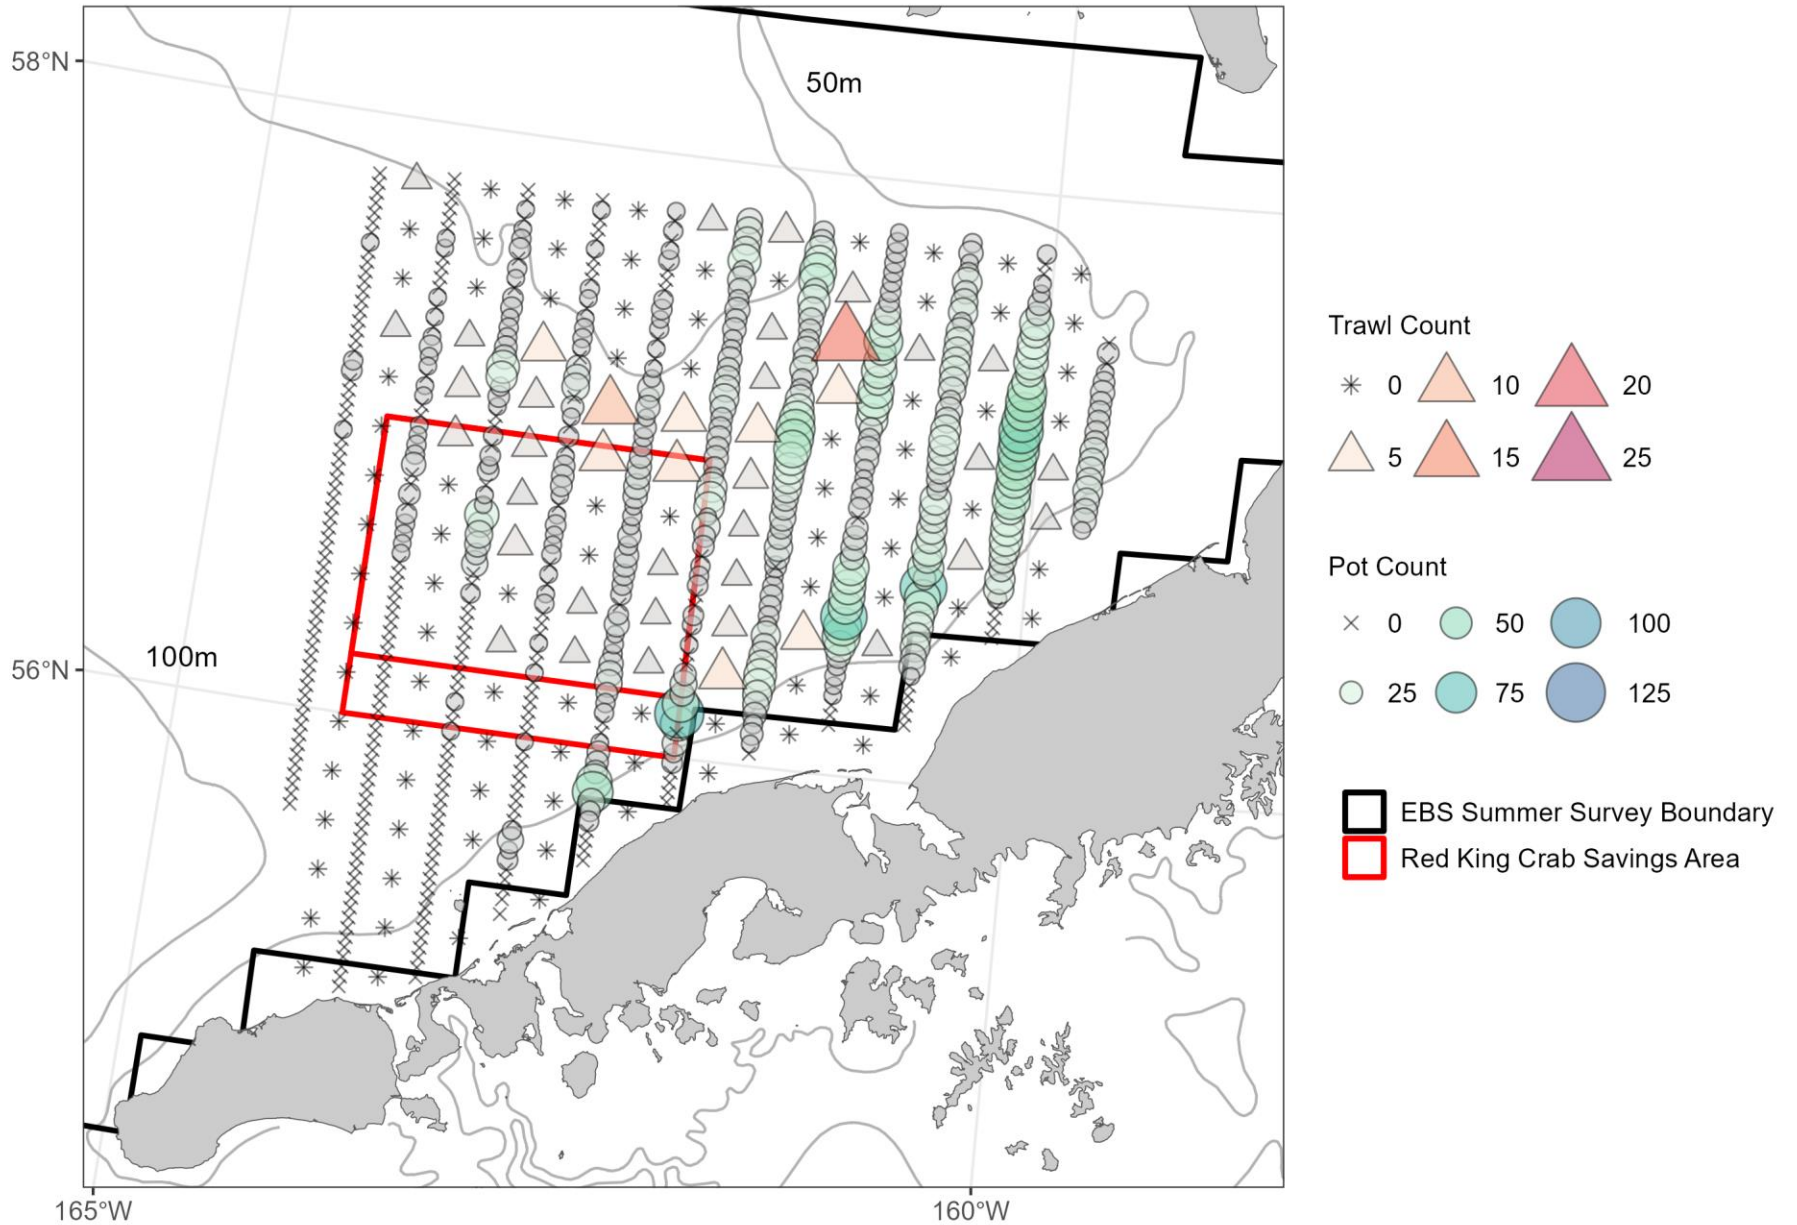 58°N
50m
56°N
100m
165°W
160°W
Trawl Count
0 10 20
5 15 25
Pot Count
0 50 100
25 75 125
EBS Summer Survey Boundary
Red King Crab Savings Area